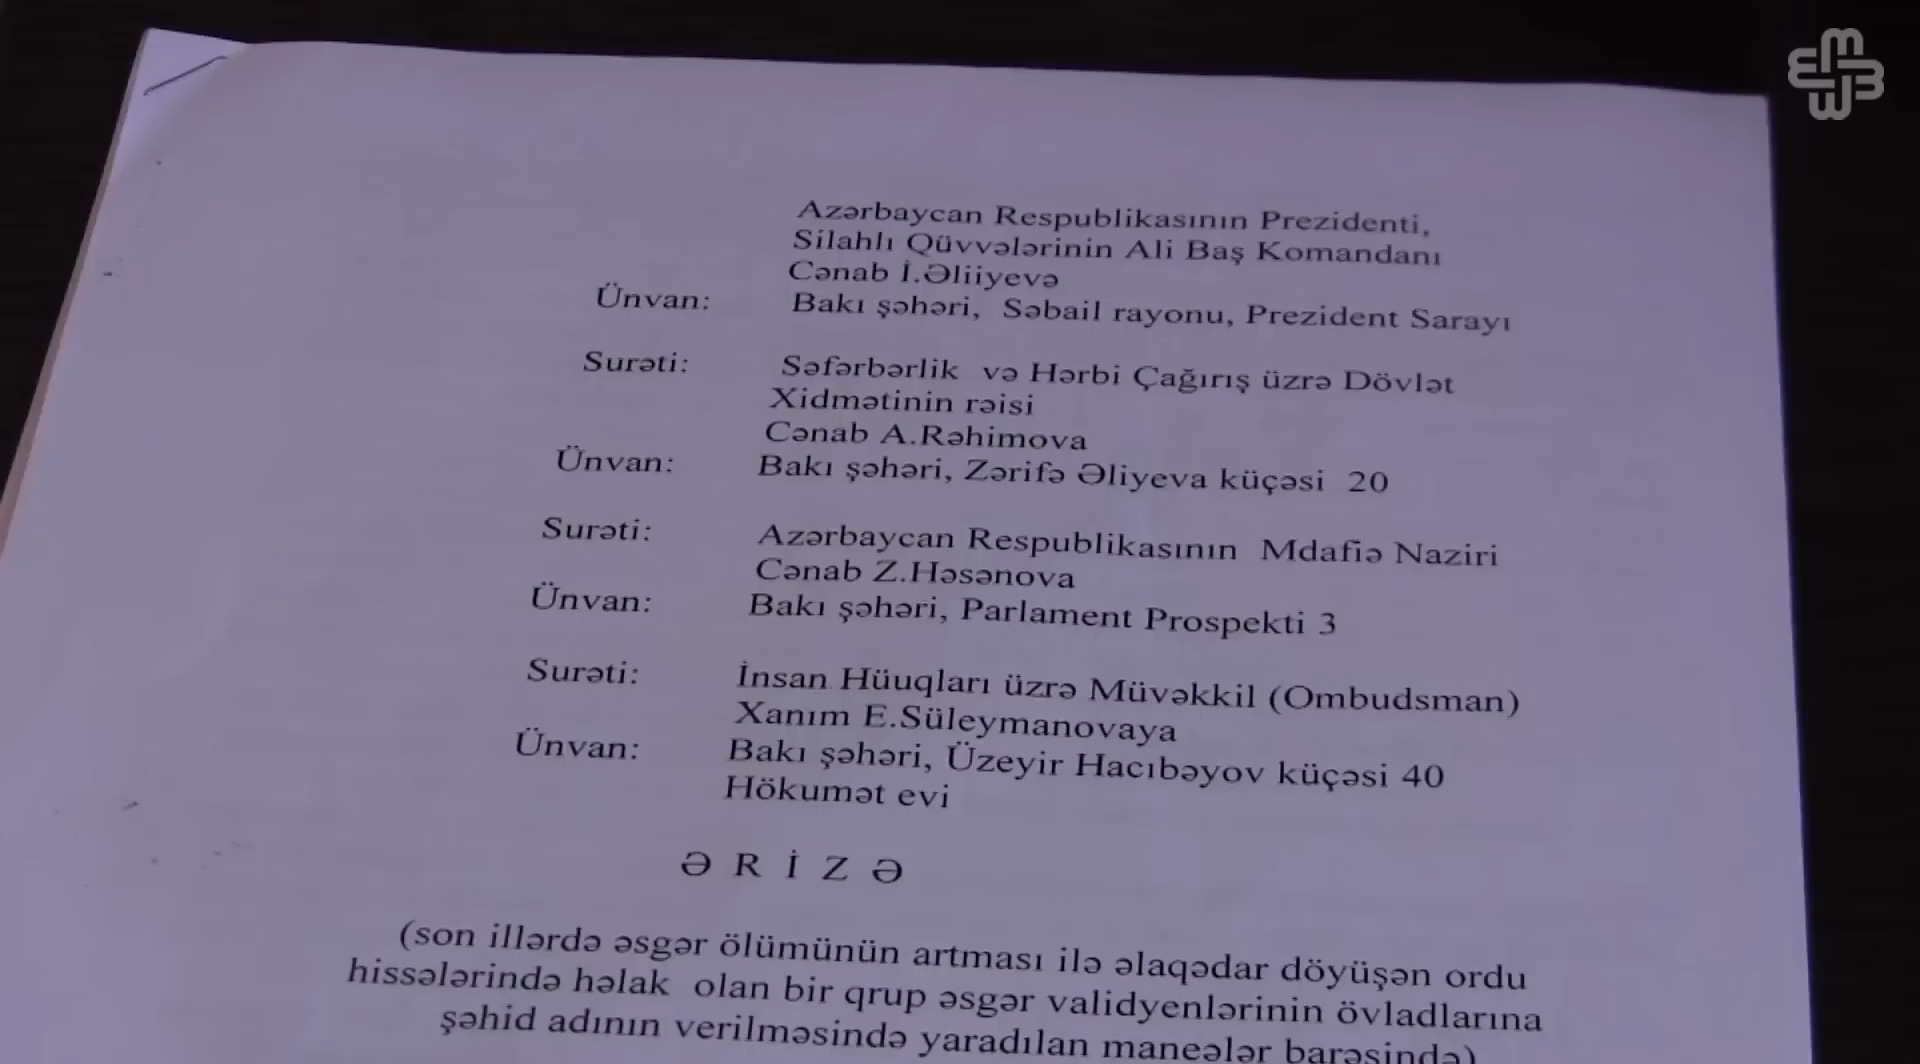 Azərbaycan Respublikasının Prezidenti,
Silahlı Qüvvələrinin Ali Baş Komandanı
Cənab İ.Əliiyevə
Ünvan: Bakı şəhəri, Səbail rayonu, Prezident Sarayı
Surəti: Səfərbərlik və Hərbi Çağırış üzrə Dövlət
Xidmətinin rəisi
Cənab A.Rəhimova
Ünvan: Bakı şəhəri, Zərifə Əliyeva küçəsi 20
Surəti: Azərbaycan Respublikasının Mdafiə Naziri
Cənab Z.Həsənova
Ünvan: Bakı şəhəri, Parlament Prospekti 3
Surəti: İnsan Hüuqları üzrə Müvəkkil (Ombudsman)
Xanım E.Süleymanovaya
Ünvan: Bakı şəhəri, Üzeyir Hacıbəyov küçəsi 40
Hökumət evi
Ə R İ Z Ə
(son illərdə əsgər ölümünün artması ilə əlaqədar döyüşən ordu
hissələrində həlak olan bir qrup əsgər validyenlərinin övladlarına
şəhid adının verilməsində yaradılan maneələr barəsində)